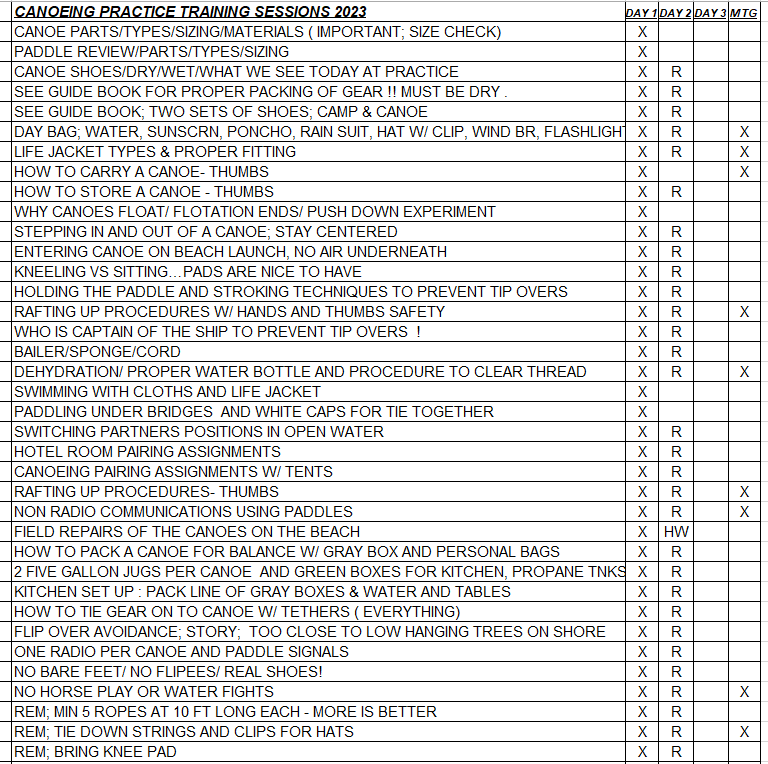 CANOEING PRACTICE TRAINING SESSIONS 2023 DAY 1 DAY 2 DAY 3 MTG
CANOE PARTS/TYPES/SIZING/MATERIALS ( IMPORTANT; SIZE CHECK) X
PADDLE REVIEW/PARTS/TYPES/SIZING X
CANOE SHOES/DRY/WET/WHAT WE SEE TODAY AT PRACTICE X R
SEE GUIDE BOOK FOR PROPER PACKING OF GEAR !! MUST BE DRY . X R
SEE GUIDE BOOK; TWO SETS OF SHOES; CAMP & CANOE X R
DAY BAG; WATER, SUNSCRN, PONCHO, RAIN SUIT, HAT W/ CLIP, WIND BR, FLASHLIGHT X R X
LIFE JACKET TYPES & PROPER FITTING X R X
HOW TO CARRY A CANOE- THUMBS X X
HOW TO STORE A CANOE - THUMBS X R
WHY CANOES FLOAT/ FLOTATION ENDS/ PUSH DOWN EXPERIMENT X
STEPPING IN AND OUT OF A CANOE; STAY CENTERED X R
ENTERING CANOE ON BEACH LAUNCH, NO AIR UNDERNEATH X R
KNEELING VS SITTING…PADS ARE NICE TO HAVE X R
HOLDING THE PADDLE AND STROKING TECHNIQUES TO PREVENT TIP OVERS X R
RAFTING UP PROCEDURES W/ HANDS AND THUMBS SAFETY X R X
WHO IS CAPTAIN OF THE SHIP TO PREVENT TIP OVERS ! X R
BAILER/SPONGE/CORD X R
DEHYDRATION/ PROPER WATER BOTTLE AND PROCEDURE TO CLEAR THREAD X R X
SWIMMING WITH CLOTHS AND LIFE JACKET X
PADDLING UNDER BRIDGES AND WHITE CAPS FOR TIE TOGETHER X
SWITCHING PARTNERS POSITIONS IN OPEN WATER X R
HOTEL ROOM PAIRING ASSIGNMENTS X R
CANOEING PAIRING ASSIGNMENTS W/ TENTS X R
RAFTING UP PROCEDURES- THUMBS X R X
NON RADIO COMMUNICATIONS USING PADDLES X R X
FIELD REPAIRS OF THE CANOES ON THE BEACH X HW
HOW TO PACK A CANOE FOR BALANCE W/ GRAY BOX AND PERSONAL BAGS X R
2 FIVE GALLON JUGS PER CANOE AND GREEN BOXES FOR KITCHEN, PROPANE TNKS X R
KITCHEN SET UP : PACK LINE OF GRAY BOXES & WATER AND TABLES X R
HOW TO TIE GEAR ON TO CANOE W/ TETHERS ( EVERYTHING) X R
FLIP OVER AVOIDANCE; STORY; TOO CLOSE TO LOW HANGING TREES ON SHORE X R
ONE RADIO PER CANOE AND PADDLE SIGNALS X R
NO BARE FEET/ NO FLIPEES/ REAL SHOES! X R
NO HORSE PLAY OR WATER FIGHTS X R X
REM; MIN 5 ROPES AT 10 FT LONG EACH - MORE IS BETTER X R
REM; TIE DOWN STRINGS AND CLIPS FOR HATS X R X
REM; BRING KNEE PAD X R